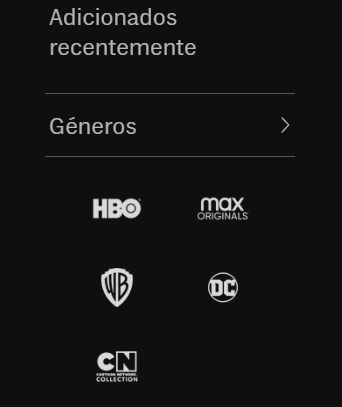 Adicionados
recentemente
Géneros
HBO
max
ORIGINALS
WB
DC
CN
CARTOON NETWORK
COLLECTION